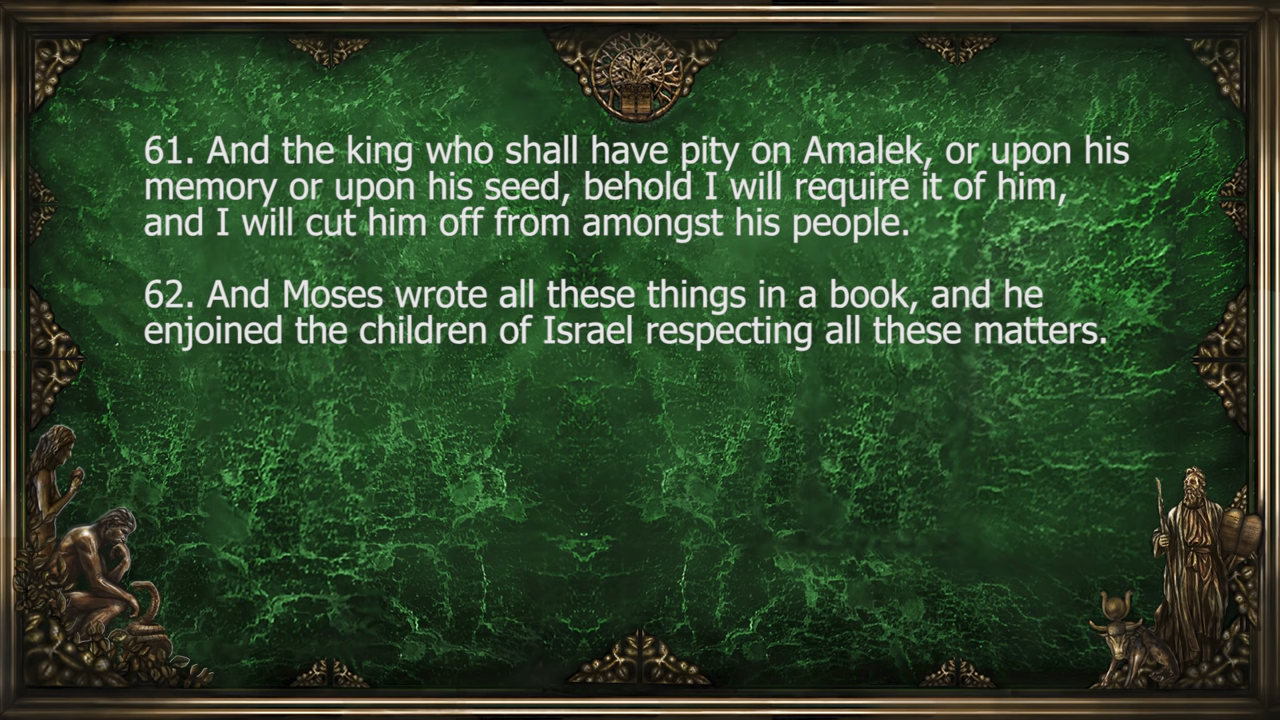 61. And the king who shall have pity on Amalek, or upon his
memory or upon his seed, behold I will require it of him,
and I will cut him off from amongst his people.
62. And Moses wrote all these things in a book, and he
enjoined the children of Israel respecting all these matters.